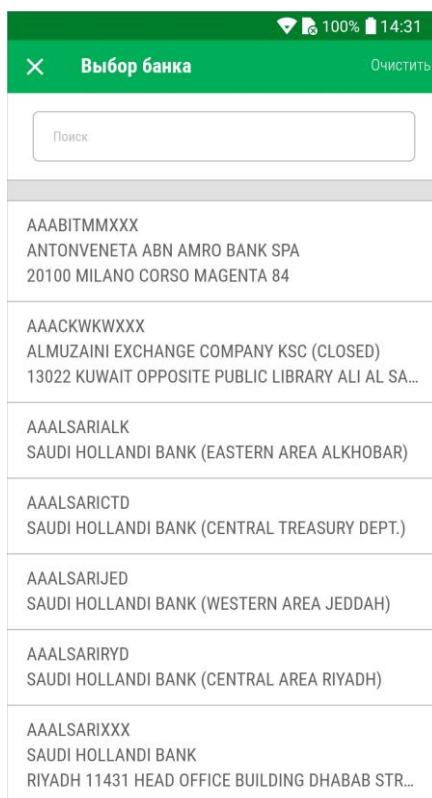 100% 14:31
Выбор банка Очистить
Поиск
AAABITMMXXX
ANTONVENETA ABN AMRO BANK SPA
20100 MILANO CORSO MAGENTA 84
AAACKWKWXXX
ALMUZAINI EXCHANGE COMPANY KSC (CLOSED)
13022 KUWAIT OPPOSITE PUBLIC LIBRARY ALI AL SA...
AAALSARIALK
SAUDI HOLLANDI BANK (EASTERN AREA ALKHOBAR)
AAALSARICTD
SAUDI HOLLANDI BANK (CENTRAL TREASURY DEPT.)
AAALSARIJED
SAUDI HOLLANDI BANK (WESTERN AREA JEDDAH)
AAALSARIRYD
SAUDI HOLLANDI BANK (CENTRAL AREA RIYADH)
AAALSARIXXX
SAUDI HOLLANDI BANK
RIYADH 11431 HEAD OFFICE BUILDING DHABAB STR...